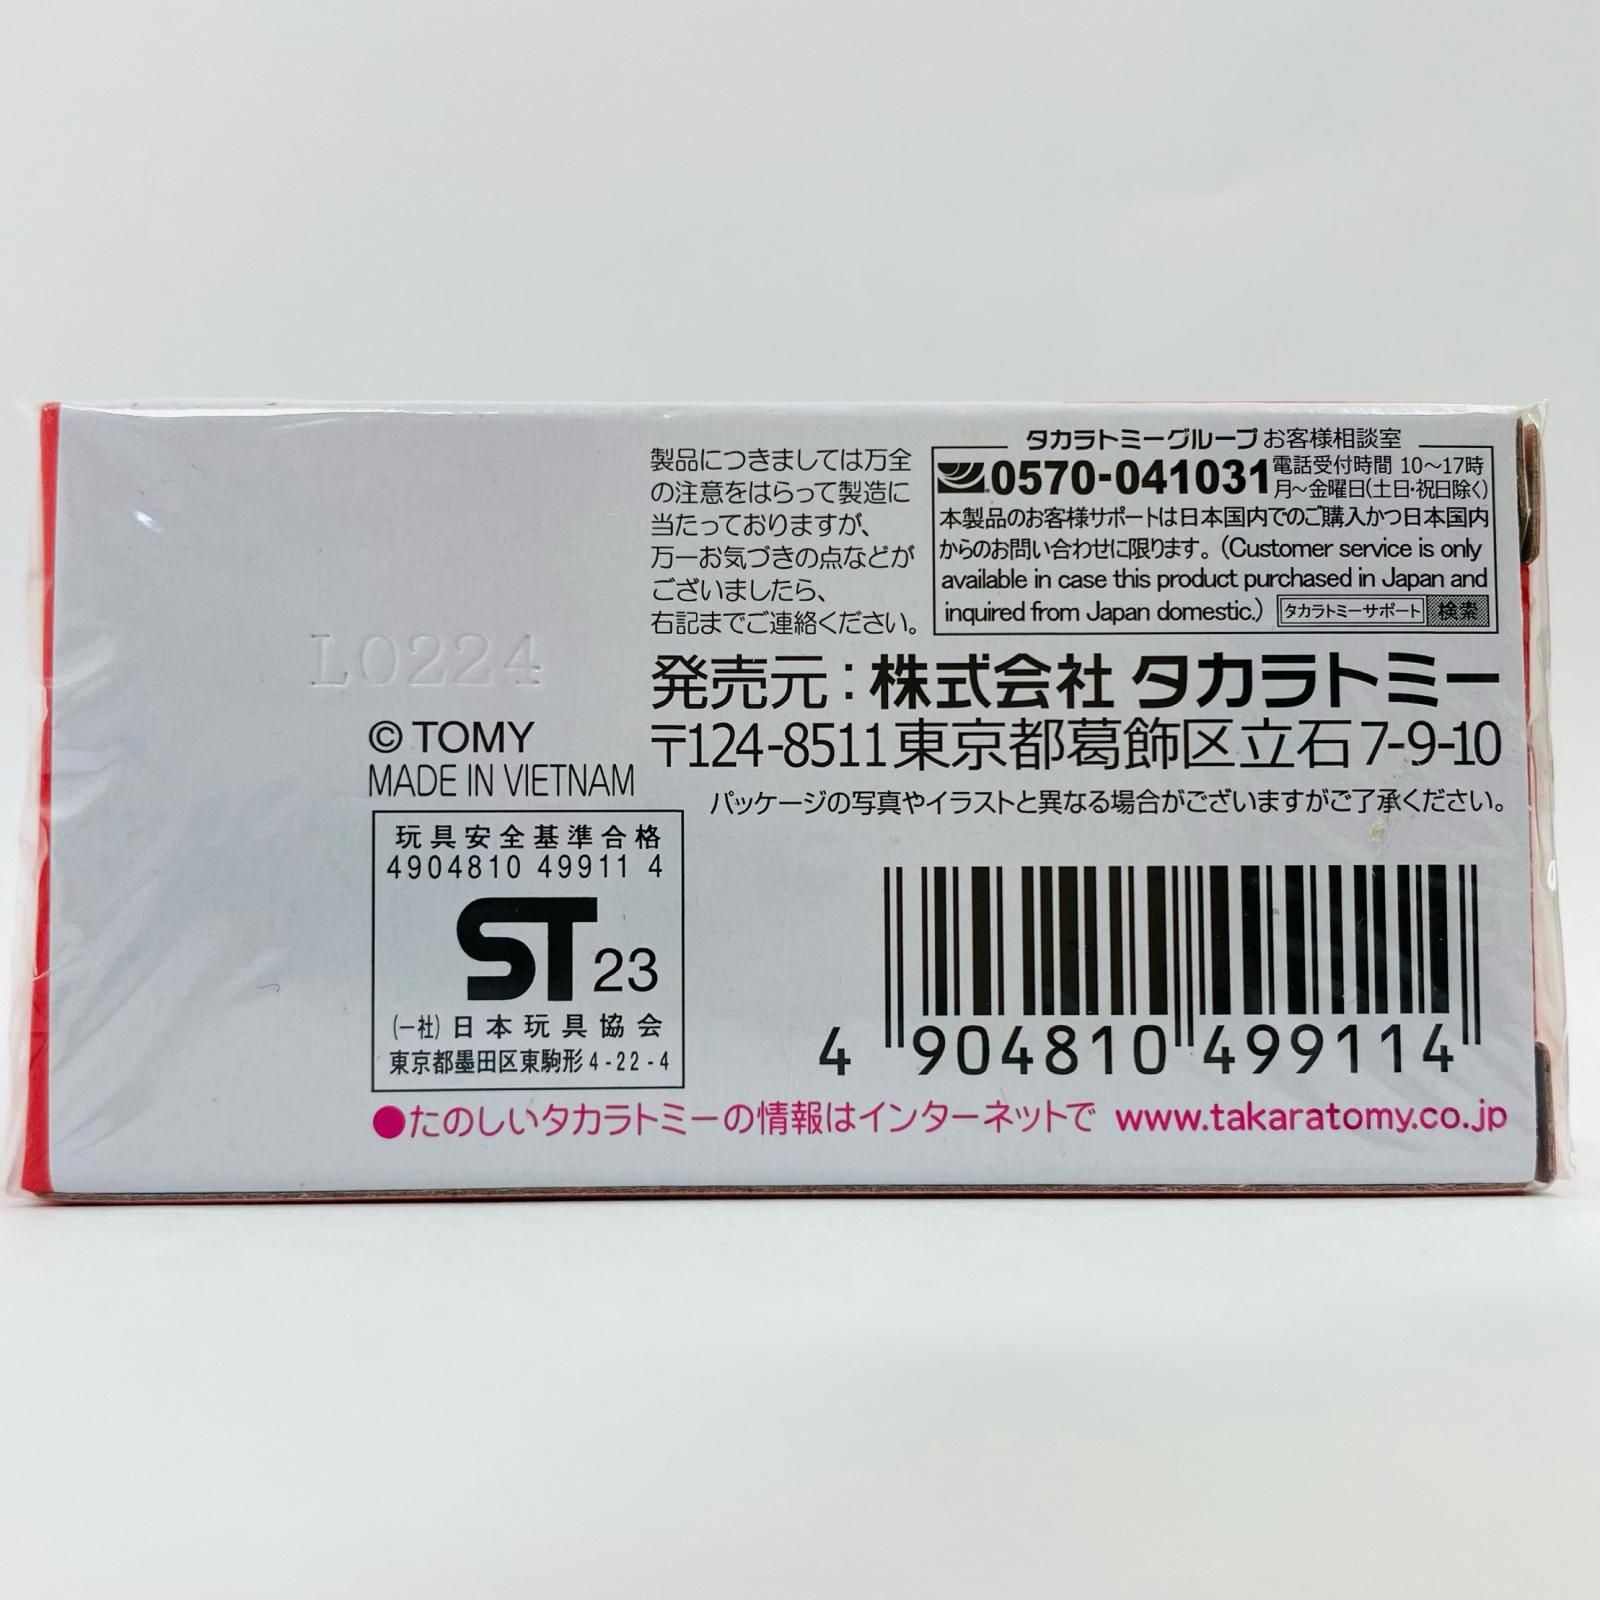 製品につきましては万全
の注意をはらって製造に
当たっておりますが、
万一お気づきの点などが
ございましたら、
右記までご連絡ください。
タカラトミーグループ お客様相談室
0570-041031 電話受付時間 10～17時
月～金曜日(土日・祝日除く)
本製品のお客様サポートは日本国内でのご購入かつ日本国内
からのお問い合わせに限ります。(Customer service is only
available in case this product purchased in Japan and
inquired from Japan domestic.) タカラトミーサポート 検索
L0224
発売元：株式会社 タカラトミー
〒124-8511 東京都葛飾区立石 7-9-10
© TOMY
MADE IN VIETNAM
パッケージの写真やイラストと異なる場合がございますがご了承ください。
玩具安全基準合格
4904810 49911 4
ST 23
(一社) 日本玩具協会
東京都墨田区東駒形 4-22-4
4 904810 499114
●たのしいタカラトミーの情報はインターネットで www.takaratomy.co.jp